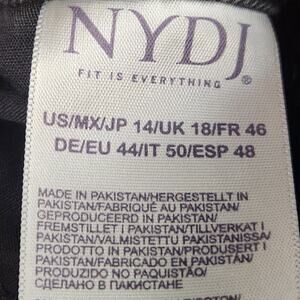 NYDJ®
FIT IS EVERYTHING
US/MX/JP 14/UK 18/FR 46
DE/EU 44/IT 50/ESP 48
MADE IN PAKISTAN/HERGESTELLT IN
PAKISTAN/FABRIQUÉ AU PAKISTAN/
GEPRODUCEERD IN PAKISTAN/
FREMSTILLET I PAKISTAN/TILLVERKAT I
PAKISTAN/VALMISTETTU PAKISTANISSA/
PRODOTTO IN PAKISTAN/PRODUSERT I
PAKISTAN/FABRICADO EN PAKISTAN/
PRODUZIDO NO PAQUISTÃO/
СДЕЛАНО В ПАКИСТАНЕ